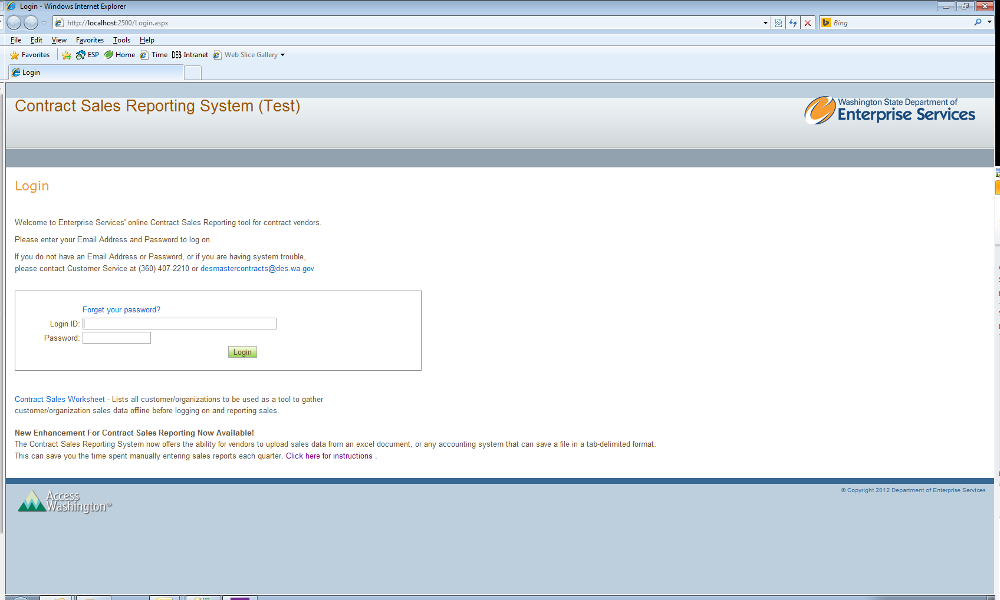 Login - Windows Internet Explorer
http://localhost:2500/Login.aspx
Bing
File Edit View Favorites Tools Help
Favorites ESP Home Time DES Intranet Web Slice Gallery
Login
Contract Sales Reporting System (Test)
Washington State Department of
Enterprise Services
Login
Welcome to Enterprise Services' online Contract Sales Reporting tool for contract vendors.
Please enter your Email Address and Password to log on.
If you do not have an Email Address or Password, or if you are having system trouble,
please contact Customer Service at (360) 407-2210 or desmastercontracts@des.wa.gov
Forget your password?
Login ID:
Password:
Login
Contract Sales Worksheet - Lists all customer/organizations to be used as a tool to gather
customer/organization sales data offline before logging on and reporting sales.
New Enhancement For Contract Sales Reporting Now Available!
The Contract Sales Reporting System now offers the ability for vendors to upload sales data from an excel document, or any accounting system that can save a file in a tab-delimited format.
This can save you the time spent manually entering sales reports each quarter. Click here for instructions .
© Copyright 2012 Department of Enterprise Services
Access
Washington®